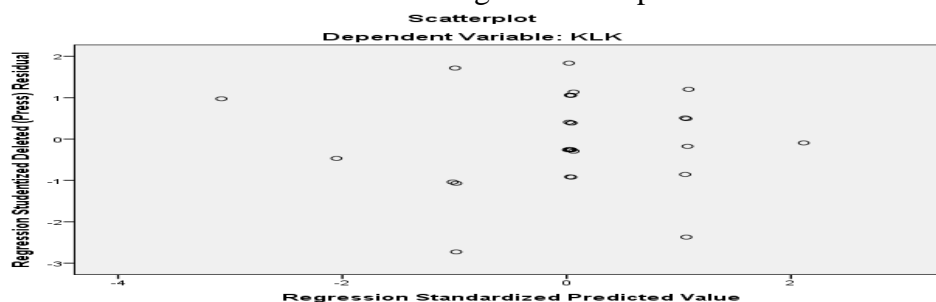 Scatterplot
Dependent Variable: KLK
Regression Studentized Deleted (Press) Residual
2
1
0
-1
-2
-3
-4
-2
0
2
Regression Standardized Predicted Value